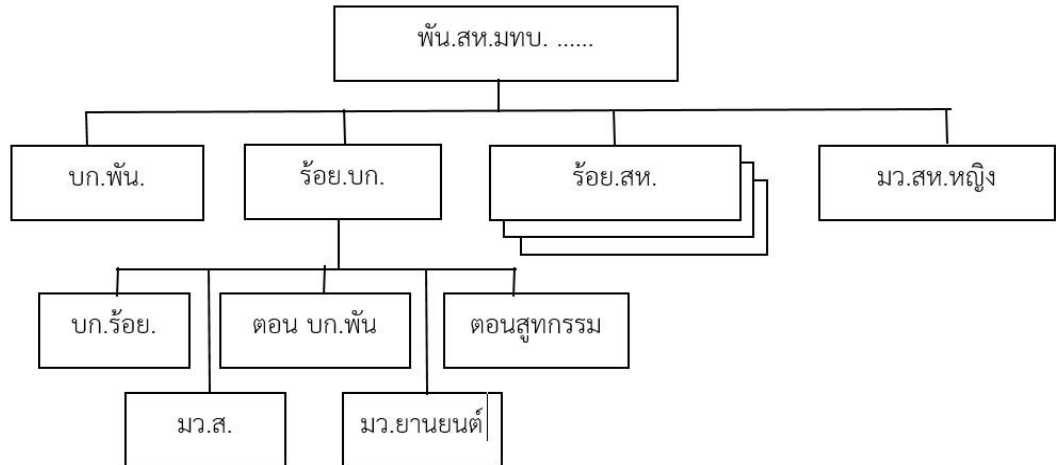 พัน.สห.มทบ. ......
บก.พัน.
ร้อย.บก.
ร้อย.สห.
มว.สห.หญิง
บก.ร้อย.
ตอน บก.พัน
ตอนสูทกรรม
มว.ส.
มว.ยานยนต์